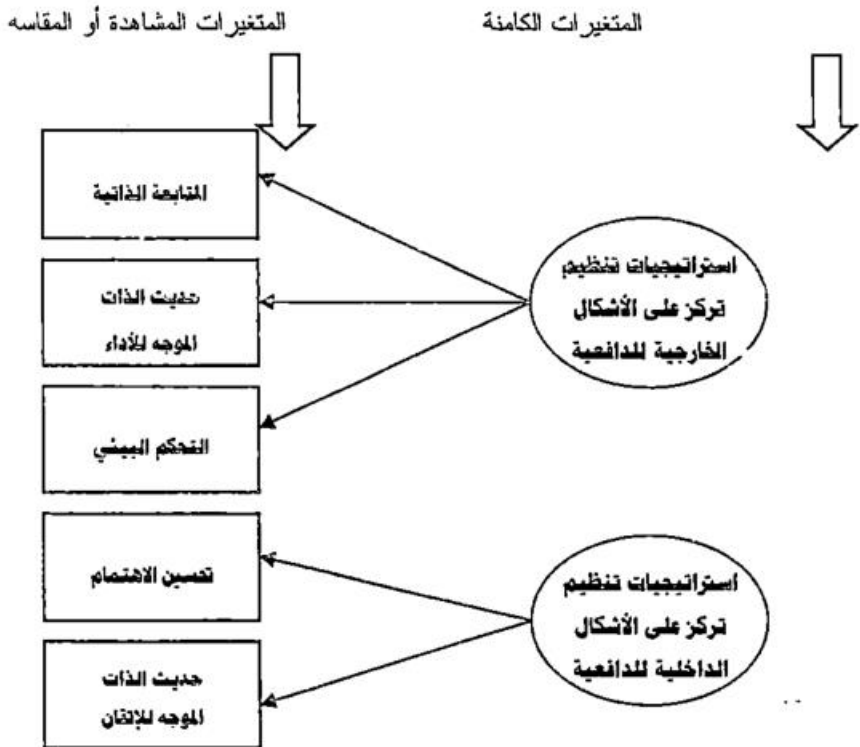 المتغيرات الكامنة
المتغيرات المشاهدة أو المقاسه
استراتيجيات تنظيم
تركز على الأشكال
الخارجية للدافعية
المتابعة الذاتية
حديث الذات
الموجه للأداء
التحكم البيئي
استراتيجيات تنظيم
تركز على الأشكال
الداخلية للدافعية
تحسين الاهتمام
حديث الذات
الموجه للإتقان